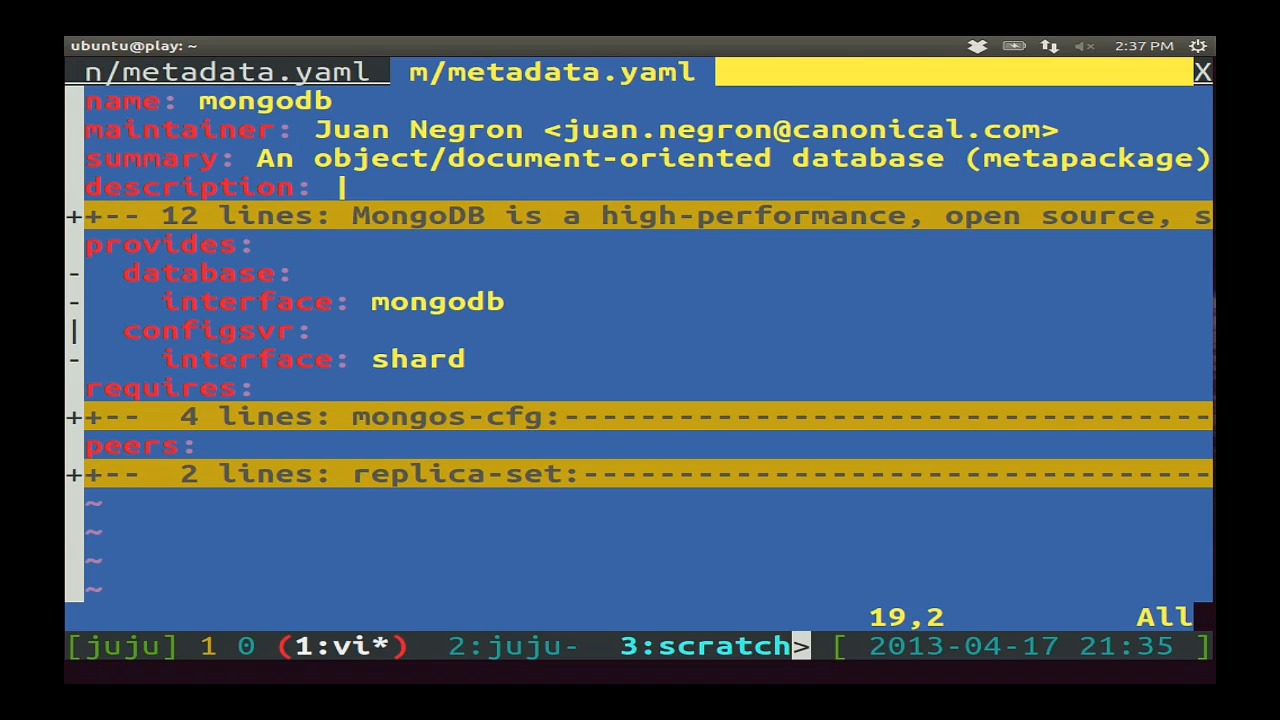 ubuntu@play: ~ 2:37 PM
n/metadata.yaml m/metadata.yaml X
name: mongodb
maintainer: Juan Negron <juan.negron@canonical.com>
summary: An object/document-oriented database (metapackage)
description: |
++-- 12 lines: MongoDB is a high-performance, open source, s
provides:
- database:
- interface: mongodb
| configsvr:
- interface: shard
requires:
++-- 4 lines: mongos-cfg:----------------------------------
peers:
++-- 2 lines: replica-set:---------------------------------
~
~
~
~
19,2 All
[juju] 1 0 (1:vi*) 2:juju- 3:scratch> [ 2013-04-17 21:35 ]